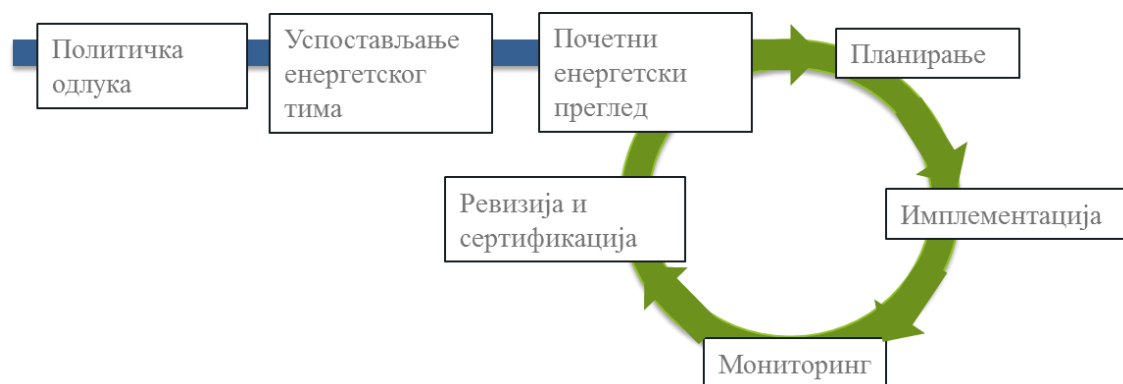 Политичка
одлука
Успостављање
енергетског
тима
Почетни
енергетски
преглед
Планирање
Имплементација
Мониторинг
Ревизија и
сертификација